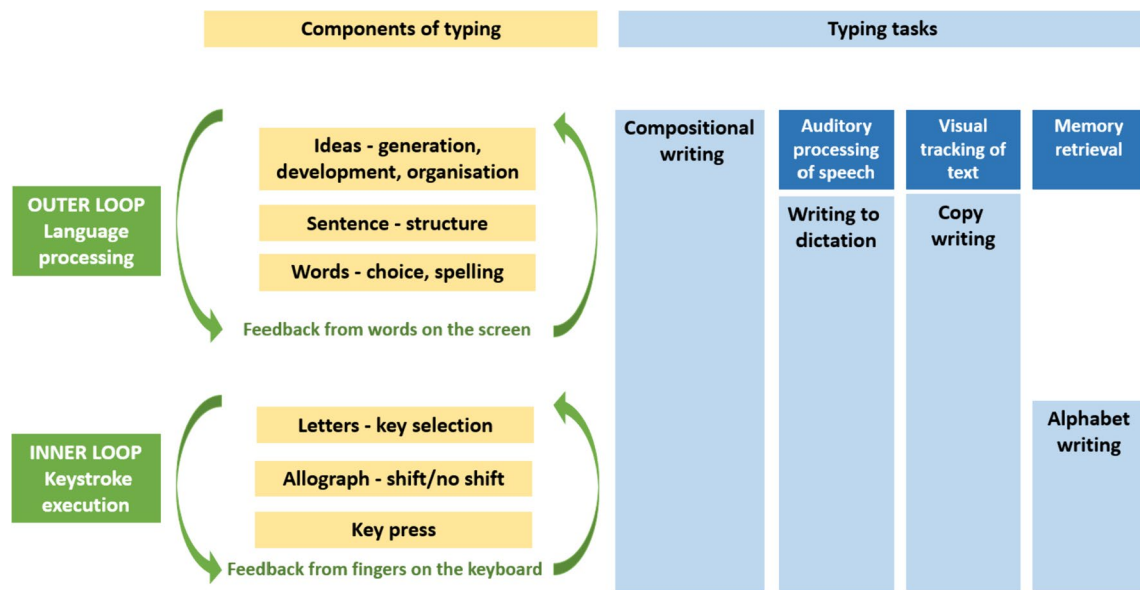 Components of typing
Typing tasks
OUTER LOOP
Language
processing
Ideas - generation,
development, organisation
Sentence - structure
Words - choice, spelling
Feedback from words on the screen
INNER LOOP
Keystroke
execution
Letters - key selection
Allograph - shift/no shift
Key press
Feedback from fingers on the keyboard
Compositional
writing
Auditory
processing
of speech
Writing to
dictation
Visual
tracking of
text
Copy
writing
Memory
retrieval
Alphabet
writing